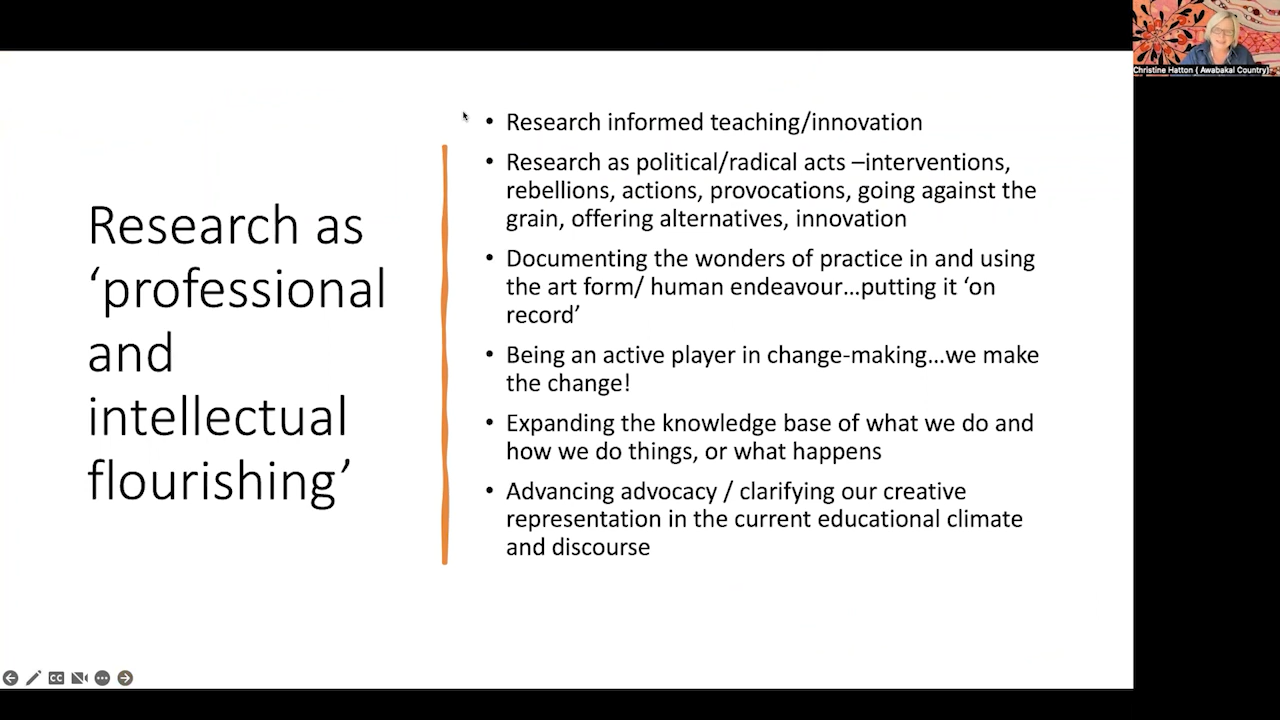 Christine Hatton ( Awabakal Country)
Research as
‘professional
and
intellectual
flourishing’
• Research informed teaching/innovation
• Research as political/radical acts –interventions,
rebellions, actions, provocations, going against the
grain, offering alternatives, innovation
• Documenting the wonders of practice in and using
the art form/ human endeavour…putting it ‘on
record’
• Being an active player in change-making…we make
the change!
• Expanding the knowledge base of what we do and
how we do things, or what happens
• Advancing advocacy / clarifying our creative
representation in the current educational climate
and discourse
CC